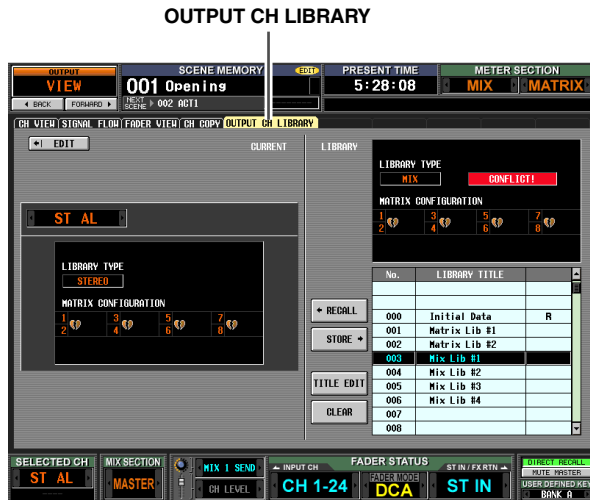 OUTPUT CH LIBRARY
OUTPUT
VIEW
BACK
FORWARD
SCENE MEMORY
EDIT
001 Opening
NEXT SCENE 002 ACT1
PRESENT TIME
5:28:08
METER SECTION
MIX
MATRIX
CH VIEW
SIGNAL FLOW
FADER VIEW
CH COPY
OUTPUT CH LIBRARY
EDIT
CURRENT
LIBRARY
LIBRARY TYPE
MIX
CONFLICT!
MATRIX CONFIGURATION
1 3 5 7
2 4 6 8
ST AL
LIBRARY TYPE
STEREO
MATRIX CONFIGURATION
1 3 5 7
2 4 6 8
No. LIBRARY TITLE
000 Initial Data R
001 Matrix Lib #1
002 Matrix Lib #2
003 Mix Lib #1
004 Mix Lib #2
005 Mix Lib #3
006 Mix Lib #4
007
008
RECALL
STORE
TITLE EDIT
CLEAR
SELECTED CH
ST AL
MIX SECTION
MASTER
MIX 1 SEND
CH LEVEL
FADER STATUS
INPUT CH
CH 1-24
FADER MODE
DCA
ST IN / FX RTN
ST IN
DIRECT RECALL
MUTE MASTER
USER DEFINED KEY
BANK A